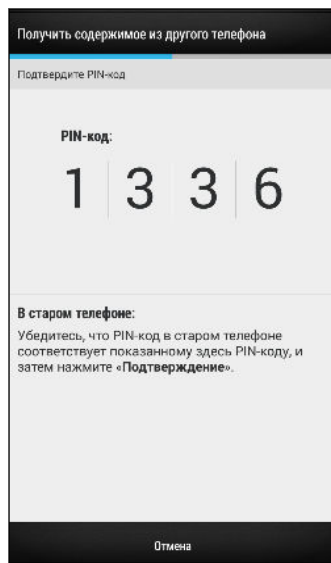 Получить содержимое из другого телефона
Подтвердите PIN-код
PIN-код:
1 3 3 6
В старом телефоне:
Убедитесь, что PIN-код в старом телефоне
соответствует показанному здесь PIN-коду, и
затем нажмите «Подтверждение».
Отмена